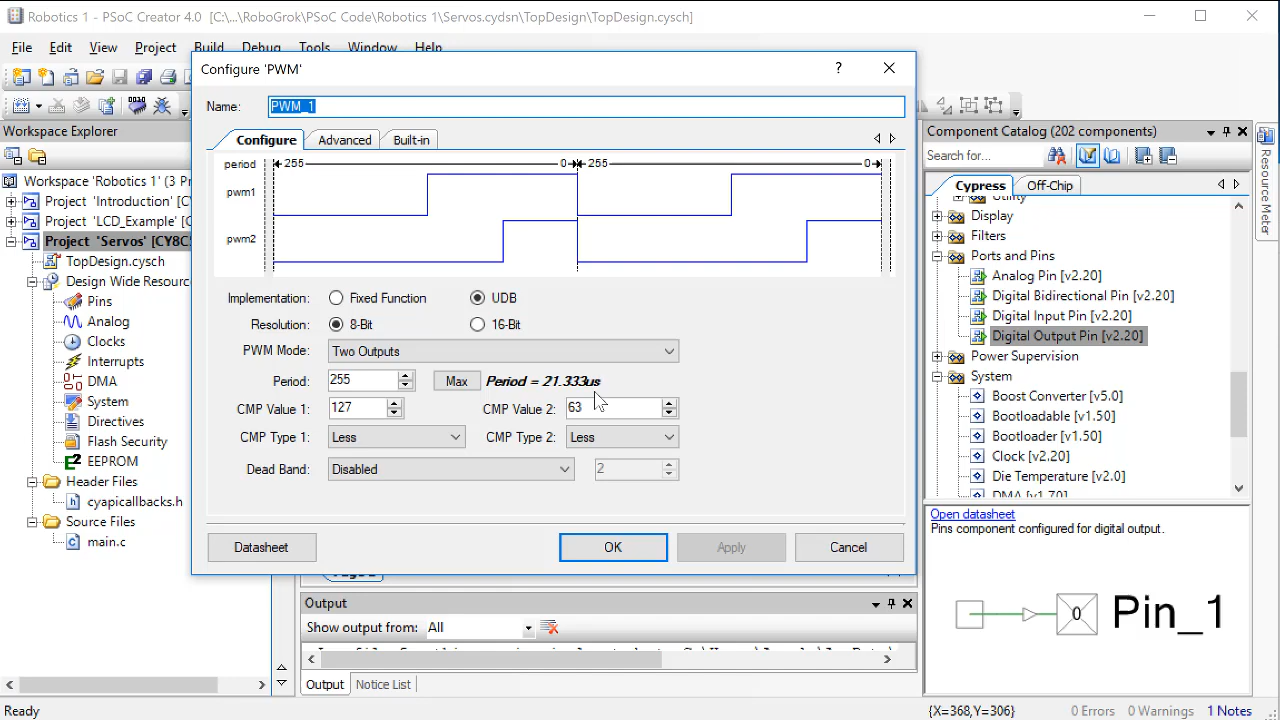 Robotics 1 - PSoC Creator 4.0 [C:\...\RoboGrok\PSoC Code\Robotics 1\Servos.cydsn\TopDesign\TopDesign.cysch]
File Edit View Project Build Debug Tools Window Help
Configure 'PWM'
?
Name: PWM_1
Configure Advanced Built-in
period 255 0 255 0
pwm1
pwm2
Implementation: Fixed Function UDB
Resolution: 8-Bit 16-Bit
PWM Mode: Two Outputs
Period: 255 Max Period = 21.333us
CMP Value 1: 127 CMP Value 2: 63
CMP Type 1: Less CMP Type 2: Less
Dead Band: Disabled 2
Datasheet OK Apply Cancel
Workspace Explorer
Workspace 'Robotics 1' (3 Pr
Project 'Introduction' [CY
Project 'LCD_Example' [
Project 'Servos' [CY8C
TopDesign.cysch
Design Wide Resource
Pins
Analog
Clocks
Interrupts
DMA
System
Directives
Flash Security
EEPROM
Header Files
cyapicallbacks.h
Source Files
main.c
Component Catalog (202 components)
Search for...
Cypress Off-Chip
Utility
Display
Filters
Ports and Pins
Analog Pin [v2.20]
Digital Bidirectional Pin [v2.20]
Digital Input Pin [v2.20]
Digital Output Pin [v2.20]
Power Supervision
System
Boost Converter [v5.0]
Bootloadable [v1.50]
Bootloader [v1.50]
Clock [v2.20]
Die Temperature [v2.0]
DMA [v1.70]
Open datasheet
Pins component configured for digital output.
0 Pin_1
Resource Meter
Output
Show output from: All
Output Notice List
Ready {X=368,Y=306} 0 Errors 0 Warnings 1 Notes